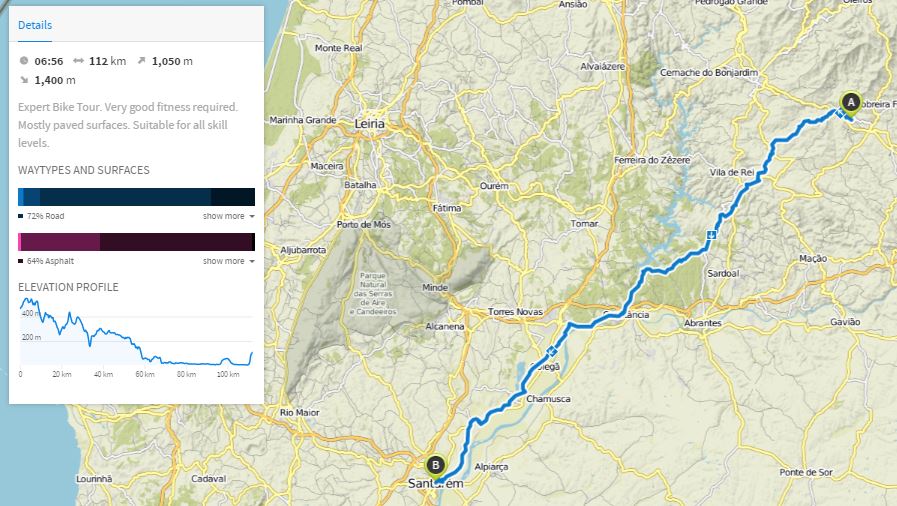 Details
06:56 112 km 1,050 m
1,400 m
Expert Bike Tour. Very good fitness required.
Mostly paved surfaces. Suitable for all skill
levels.
WAYTYPES AND SURFACES
72% Road show more
64% Asphalt show more
ELEVATION PROFILE
400 m
200 m
0 20 km 40 km 60 km 80 km 100 km
Pombal
Ansião
Pedrógão Grande
Oleiros
Monte Real
Alvaiázere
Cernache do Bonjardim
A
obreira F
Marinha Grande
Leiria
Maceira
Ferreira do Zêzere
Vila de Rei
Batalha
Ourém
Fátima
Porto de Mós
Tomar
Aljubarrota
Mação
Parque
Natural
das Serras
de Aire
e Candeeiros
Minde
Sardoal
Torres Novas
Alcanena
Abrantes
Gavião
Chamusca
Rio Maior
B
Santarém
Alpiarça
Lourinhã
Cadaval
Ponte de Sor